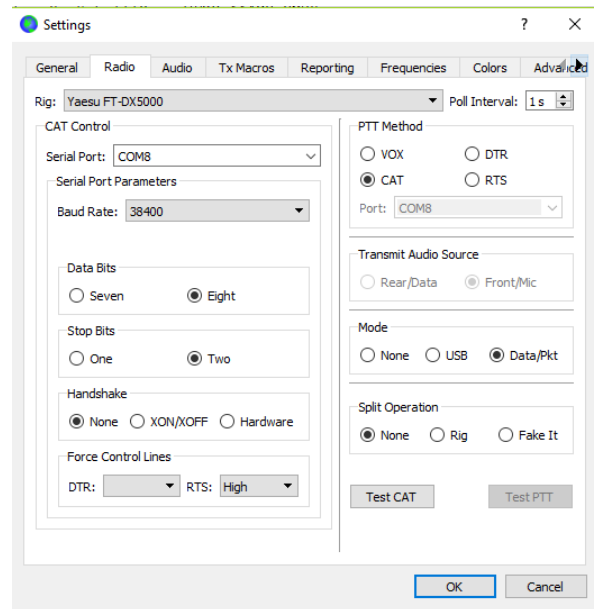 Settings
? ×
General Radio Audio Tx Macros Reporting Frequencies Colors Advanced
Rig: Yaesu FT-DX5000 Poll Interval: 1 s
CAT Control
Serial Port: COM8
Serial Port Parameters
Baud Rate: 38400
Data Bits
Seven Eight
Stop Bits
One Two
Handshake
None XON/XOFF Hardware
Force Control Lines
DTR: RTS: High
PTT Method
VOX DTR
CAT RTS
Port: COM8
Transmit Audio Source
Rear/Data Front/Mic
Mode
None USB Data/Pkt
Split Operation
None Rig Fake It
Test CAT Test PTT
OK Cancel